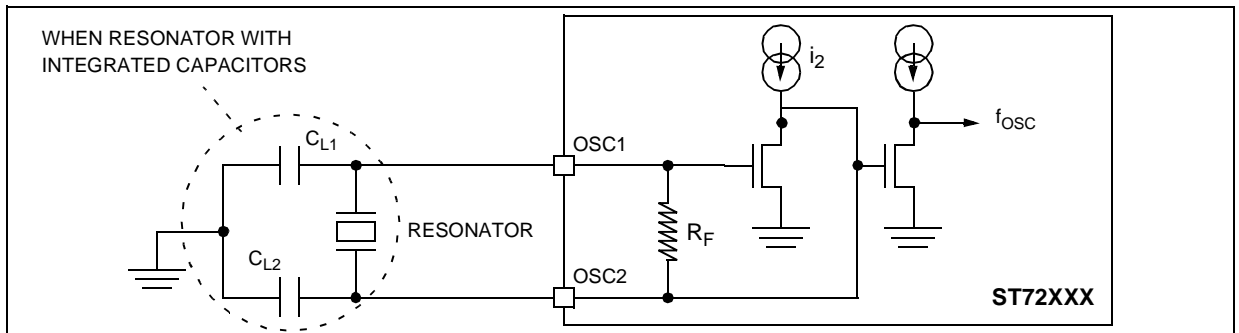 WHEN RESONATOR WITH
INTEGRATED CAPACITORS
i2
fOSC
CL1
OSC1
RESONATOR
RF
CL2
OSC2
ST72XXX